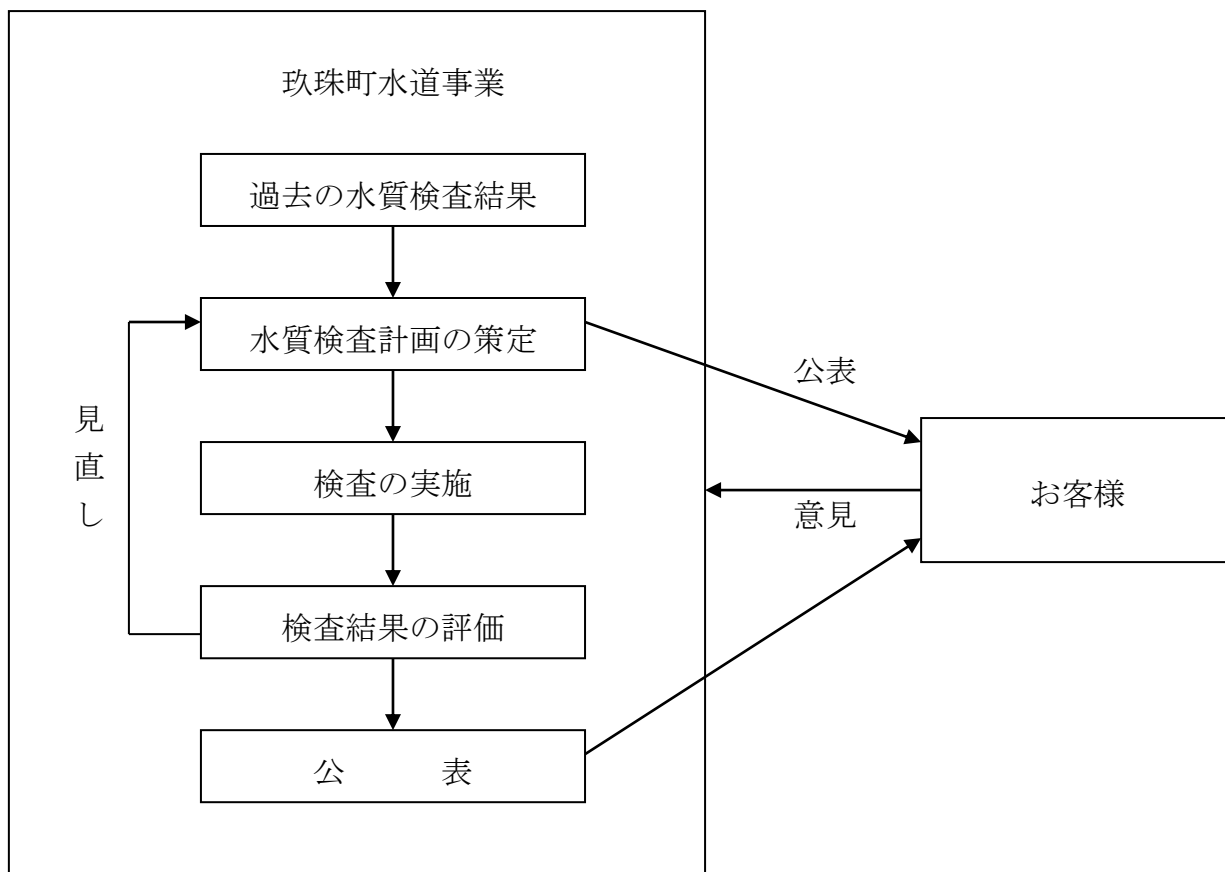 玖珠町水道事業
過去の水質検査結果
水質検査計画の策定
公表
見直し
検査の実施
お客様
意見
検査結果の評価
公　　　表